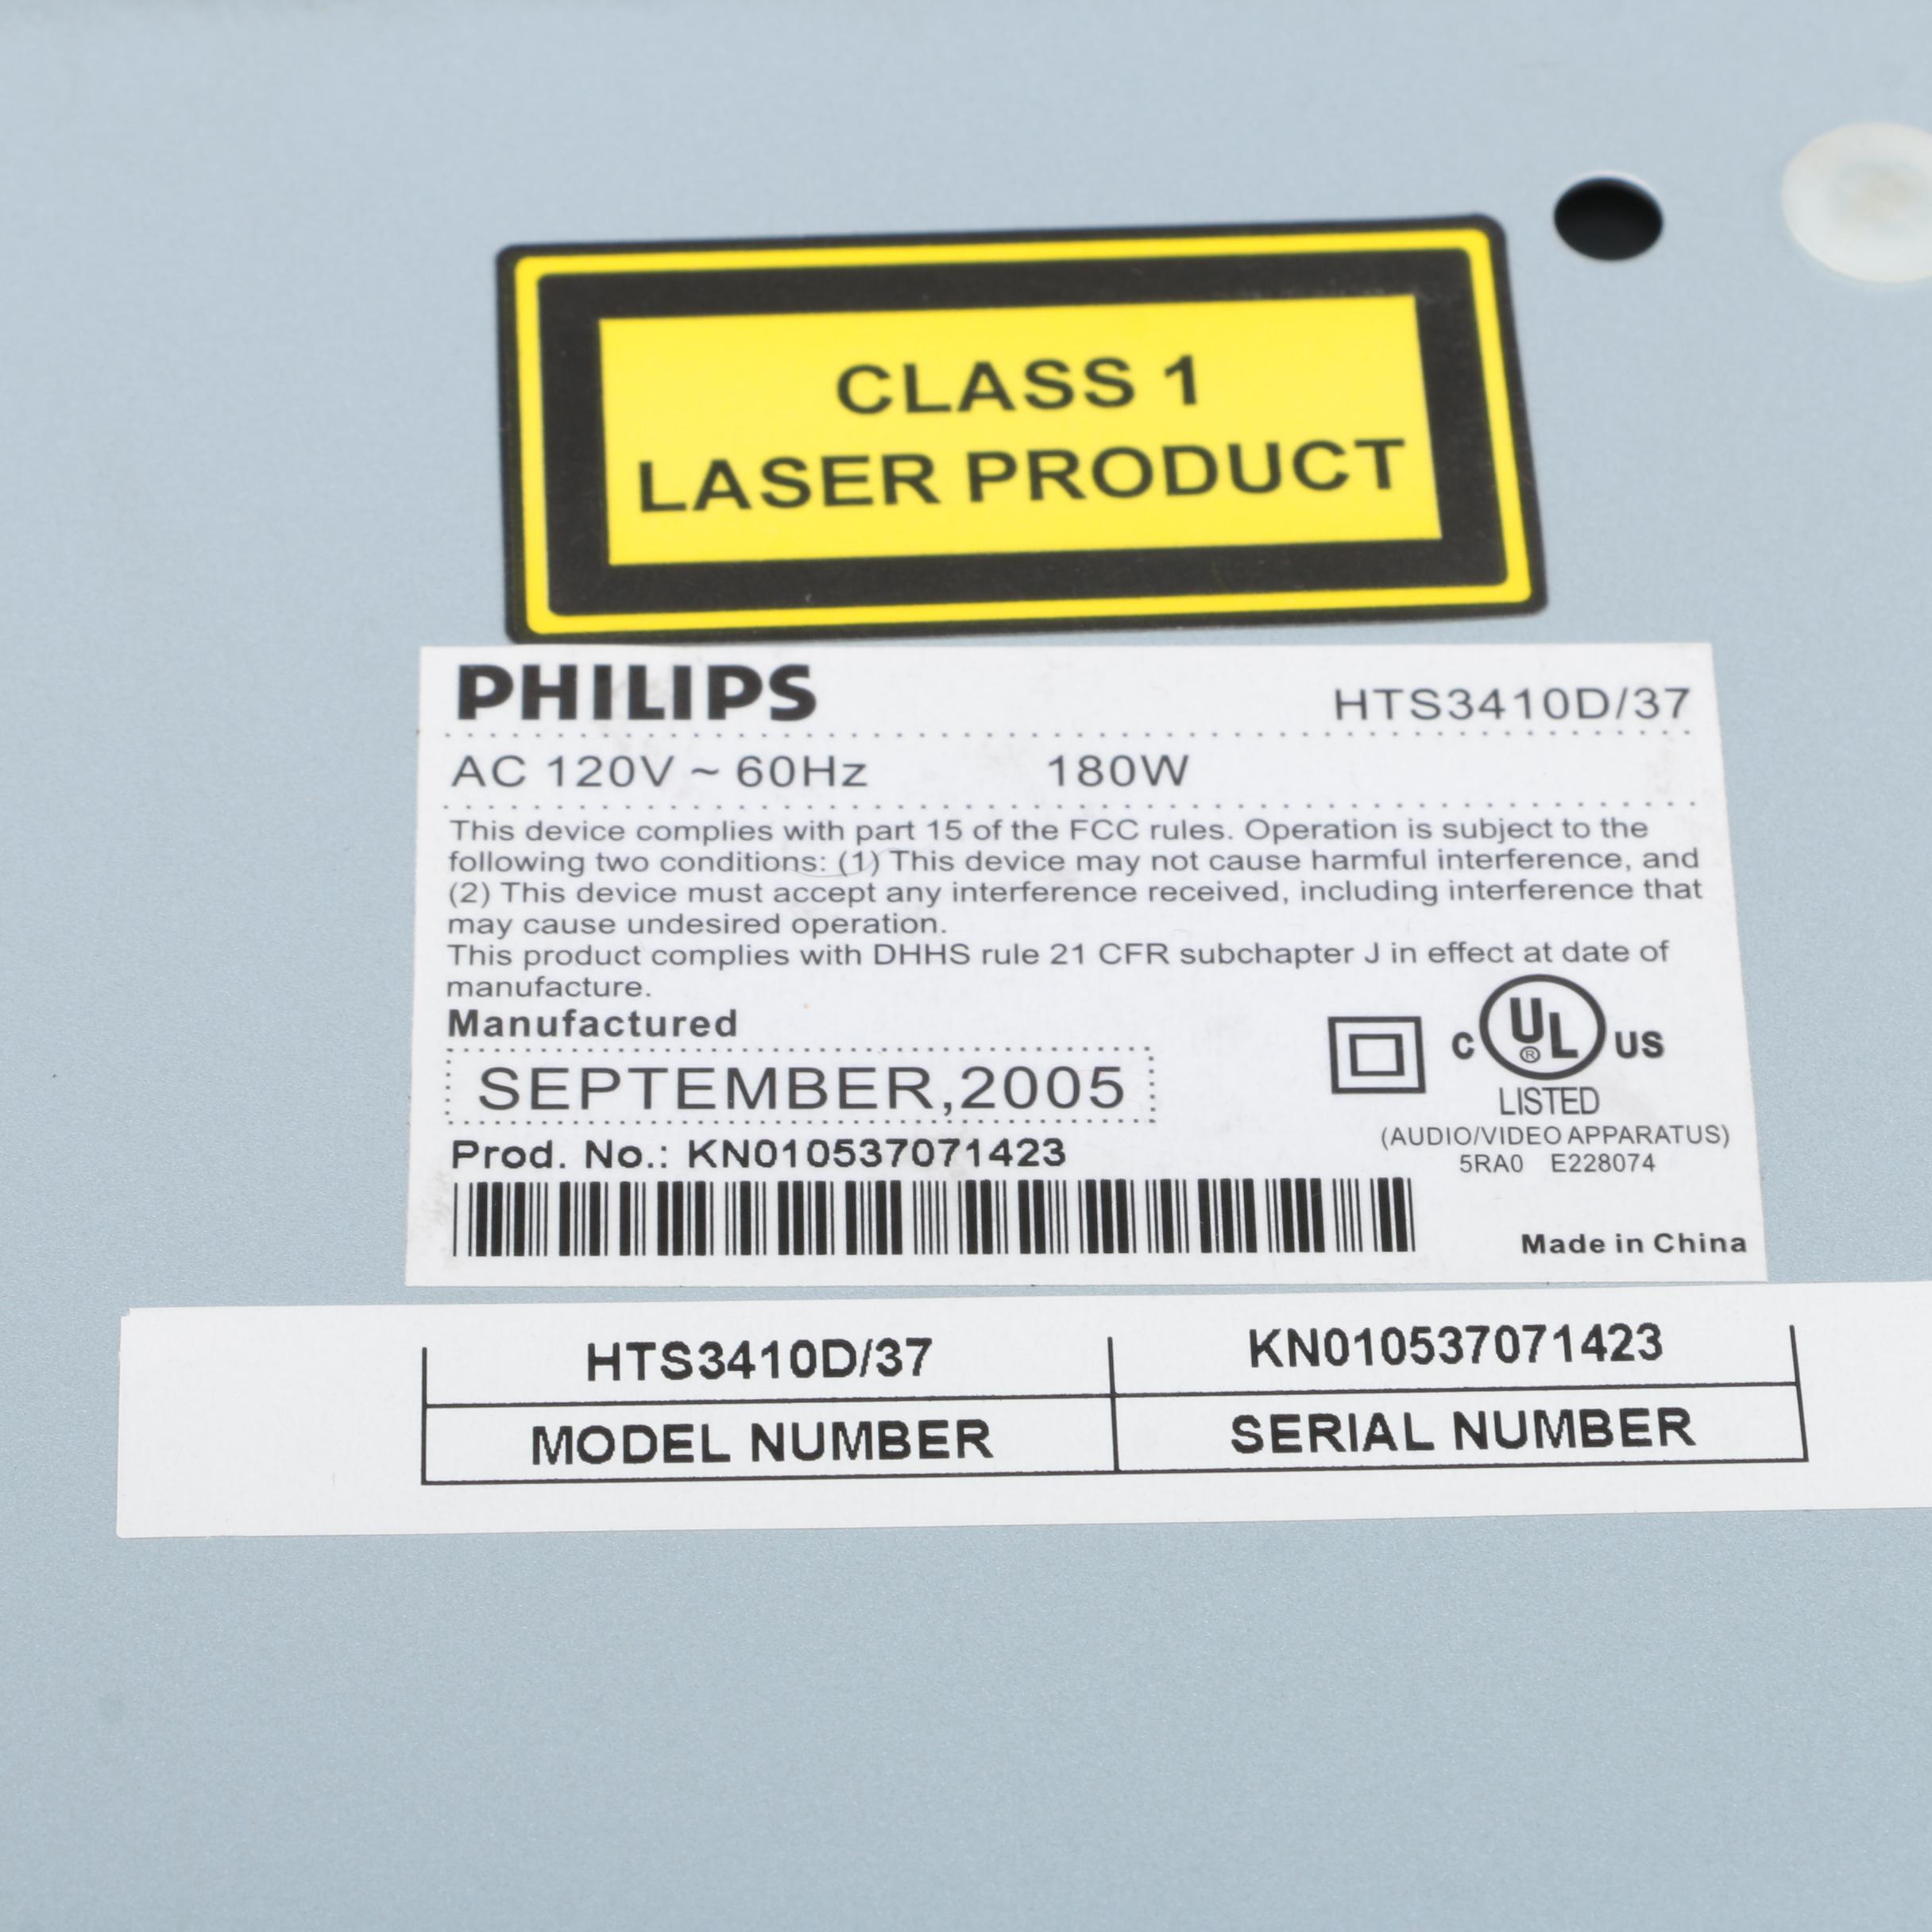 CLASS 1
LASER PRODUCT
PHILIPS HTS3410D/37
AC 120V ~ 60Hz 180W
This device complies with part 15 of the FCC rules. Operation is subject to the
following two conditions: (1) This device may not cause harmful interference, and
(2) This device must accept any interference received, including interference that
may cause undesired operation.
This product complies with DHHS rule 21 CFR subchapter J in effect at date of
manufacture.
Manufactured
SEPTEMBER,2005
C UL ® US
LISTED
(AUDIO/VIDEO APPARATUS)
5RA0 E228074
Prod. No.: KN010537071423
Made in China
HTS3410D/37 KN010537071423
MODEL NUMBER SERIAL NUMBER